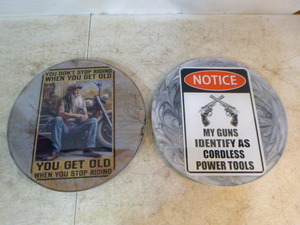 YOU DON'T STOP RIDING
WHEN YOU GET OLD
YOU GET OLD
WHEN YOU STOP RIDING
NOTICE
MY GUNS
IDENTIFY AS
CORDLESS
POWER TOOLS